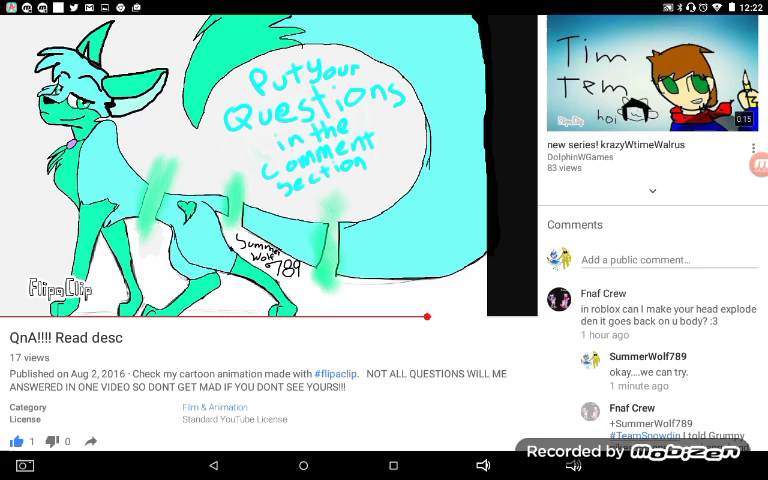 12:22
Put your
Questions
in the
Comment
Section
Summer
Wolf
789
FlipaClip
Tim
Tem
hoi
FlipaClip
0:15
new series! krazyWtimeWalrus
DolphinWGames
83 views
Comments
Add a public comment...
Fnaf Crew
in roblox can I make your head explode
den it goes back on u body? :3
1 hour ago
SummerWolf789
okay....we can try.
1 minute ago
Fnaf Crew
+SummerWolf789
#TeamSnowdin I told Grumpy
QnA!!!! Read desc
17 views
Published on Aug 2, 2016 · Check my cartoon animation made with #flipaclip. NOT ALL QUESTIONS WILL ME
ANSWERED IN ONE VIDEO SO DONT GET MAD IF YOU DONT SEE YOURS!!!
Category Film & Animation
License Standard YouTube License
1 0
Recorded by mobizen